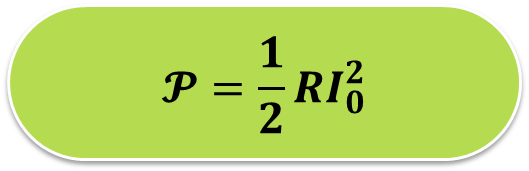 𝒫 = 1/2 RI₀²